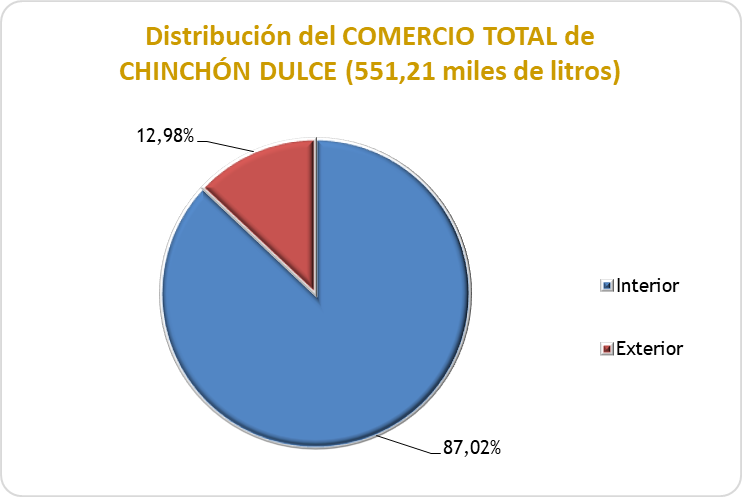 Distribución del COMERCIO TOTAL de
CHINCHÓN DULCE (551,21 miles de litros)
12,98%
Interior
Exterior
87,02%